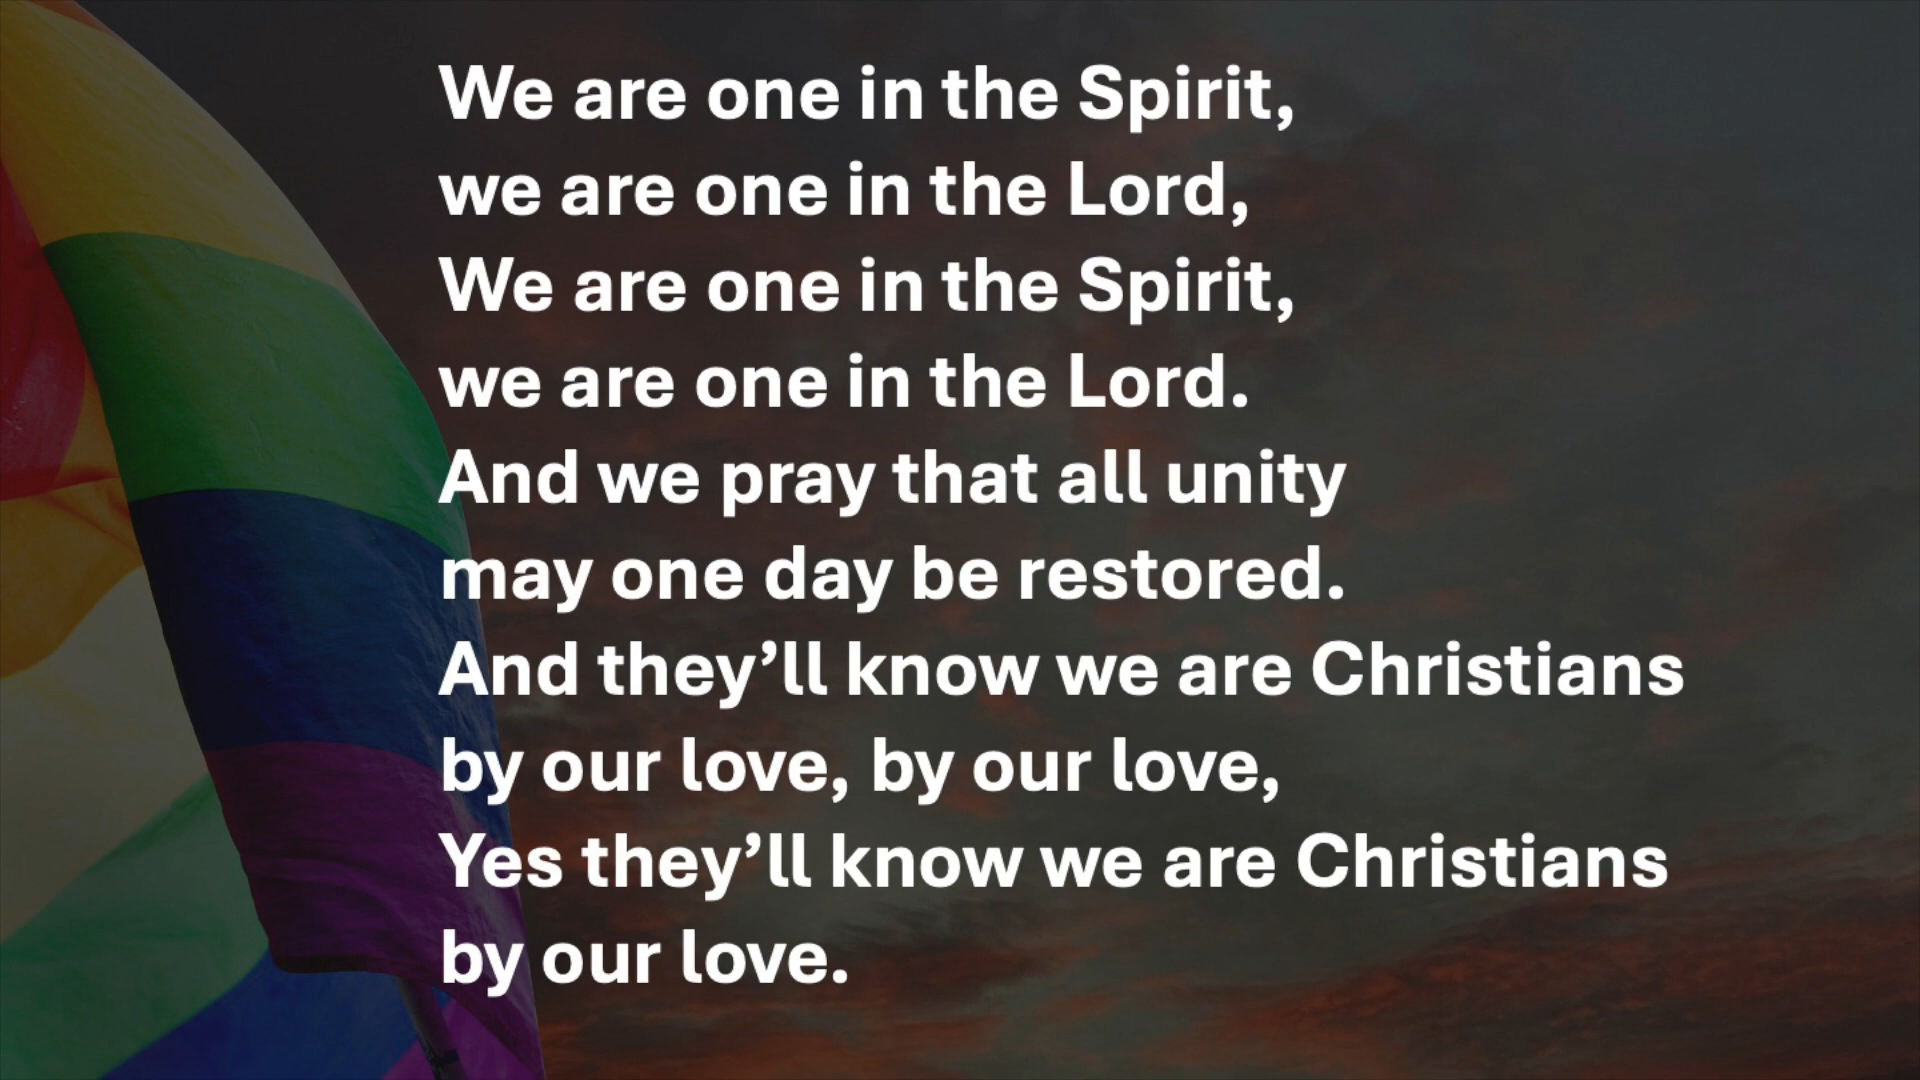 We are one in the Spirit,
we are one in the Lord,
We are one in the Spirit,
we are one in the Lord.
And we pray that all unity
may one day be restored.
And they’ll know we are Christians
by our love, by our love,
Yes they’ll know we are Christians
by our love.